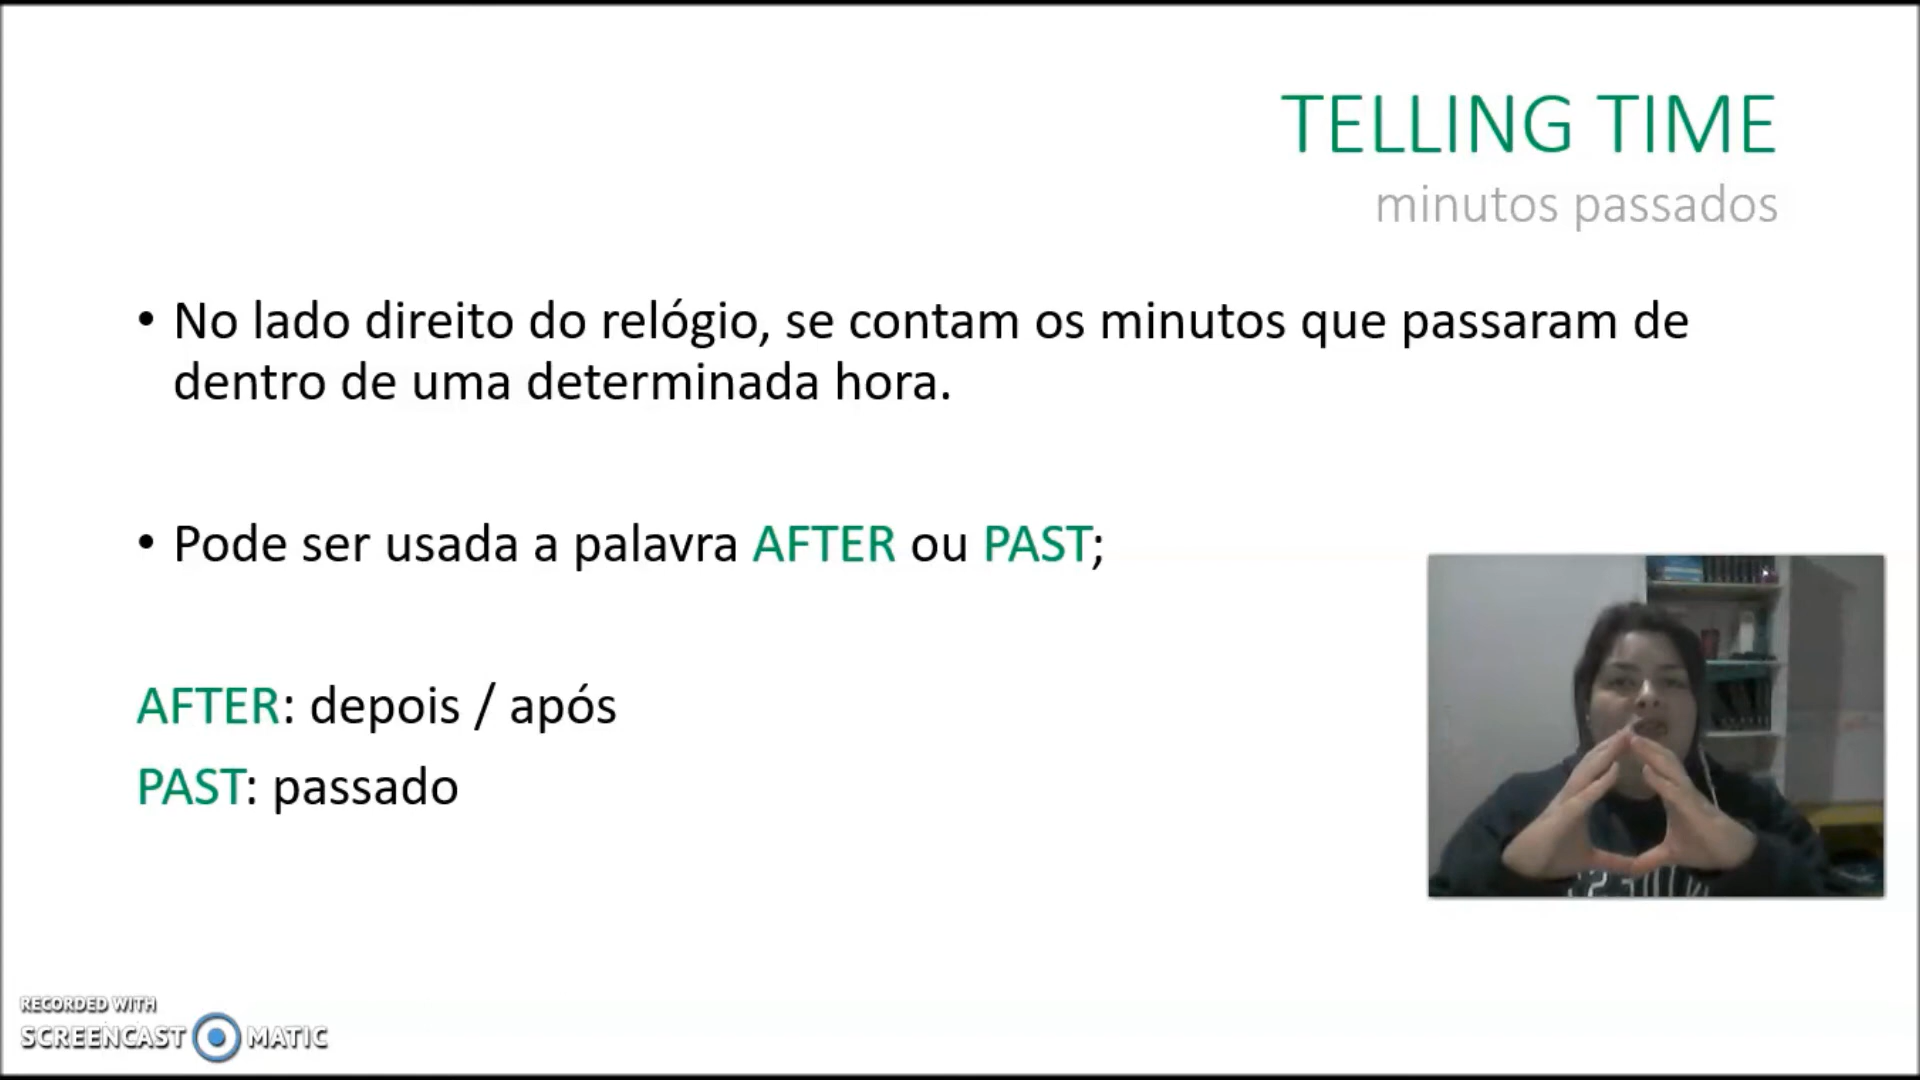 TELLING TIME
minutos passados
• No lado direito do relógio, se contam os minutos que passaram de
dentro de uma determinada hora.
• Pode ser usada a palavra AFTER ou PAST;
AFTER: depois / após
PAST: passado
RECORDED WITH
SCREENCAST MATIC